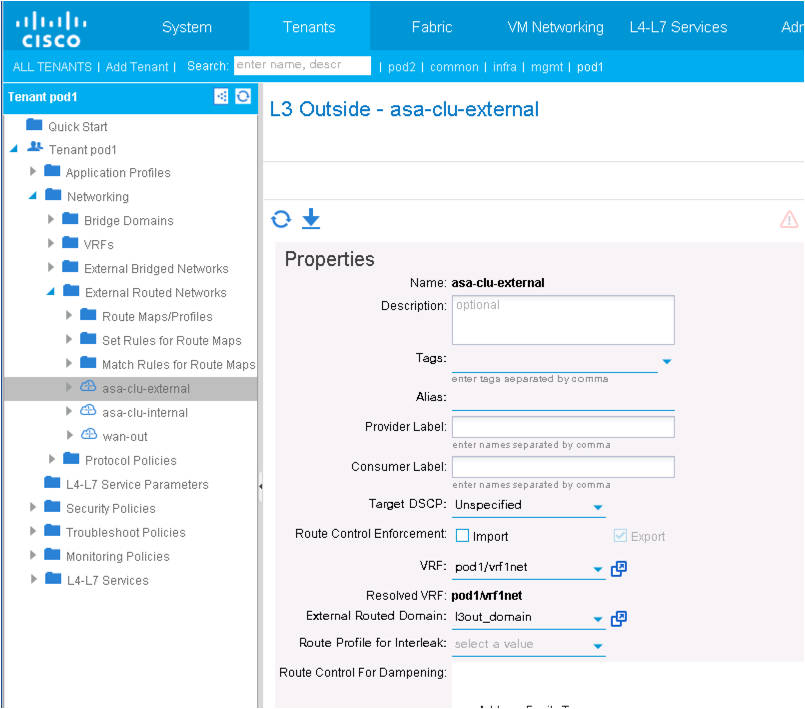 CISCO
System Tenants Fabric VM Networking L4-L7 Services Adr
ALL TENANTS | Add Tenant | Search: enter name, descr | pod2 | common | infra | mgmt | pod1
Tenant pod1
Quick Start
Tenant pod1
Application Profiles
Networking
Bridge Domains
VRFs
External Bridged Networks
External Routed Networks
Route Maps/Profiles
Set Rules for Route Maps
Match Rules for Route Maps
asa-clu-external
asa-clu-internal
wan-out
Protocol Policies
L4-L7 Service Parameters
Security Policies
Troubleshoot Policies
Monitoring Policies
L4-L7 Services
L3 Outside - asa-clu-external
Properties
Name: asa-clu-external
Description: optional
Tags:
enter tags separated by comma
Alias:
Provider Label:
enter names separated by comma
Consumer Label:
enter names separated by comma
Target DSCP: Unspecified
Route Control Enforcement: Import Export
VRF: pod1/vrf1net
Resolved VRF: pod1/vrf1net
External Routed Domain: l3out_domain
Route Profile for Interleak: select a value
Route Control For Dampening: